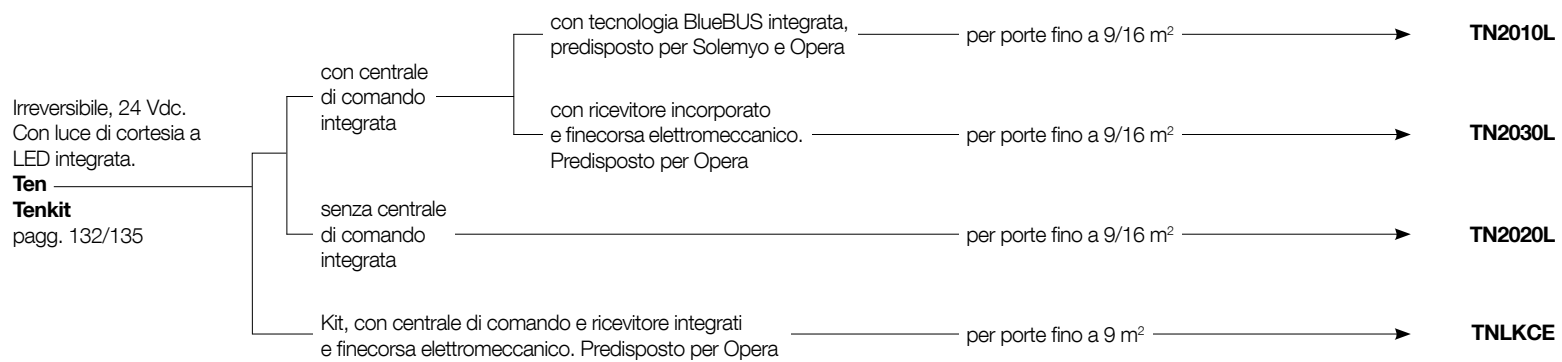 Irreversibile, 24 Vdc.
Con luce di cortesia a
LED integrata.
Ten
Tenkit
pagg. 132/135
con centrale
di comando
integrata
con tecnologia BlueBUS integrata,
predisposto per Solemyo e Opera
per porte fino a 9/16 m²
TN2010L
con ricevitore incorporato
e finecorsa elettromeccanico.
Predisposto per Opera
per porte fino a 9/16 m²
TN2030L
senza centrale
di comando
integrata
per porte fino a 9/16 m²
TN2020L
Kit, con centrale di comando e ricevitore integrati
e finecorsa elettromeccanico. Predisposto per Opera
per porte fino a 9 m²
TNLKCE